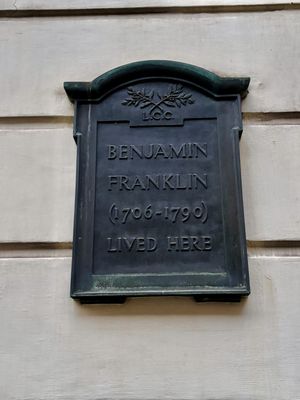 L.C.C
BENJAMIN
FRANKLIN
(1706-1790)
LIVED HERE